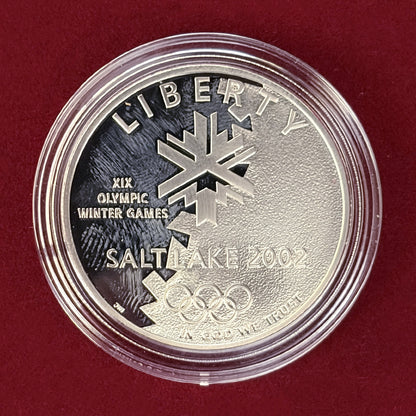 LIBERTY
XIX
OLYMPIC
WINTER GAMES
SALT LAKE 2002
IN GOD WE TRUST